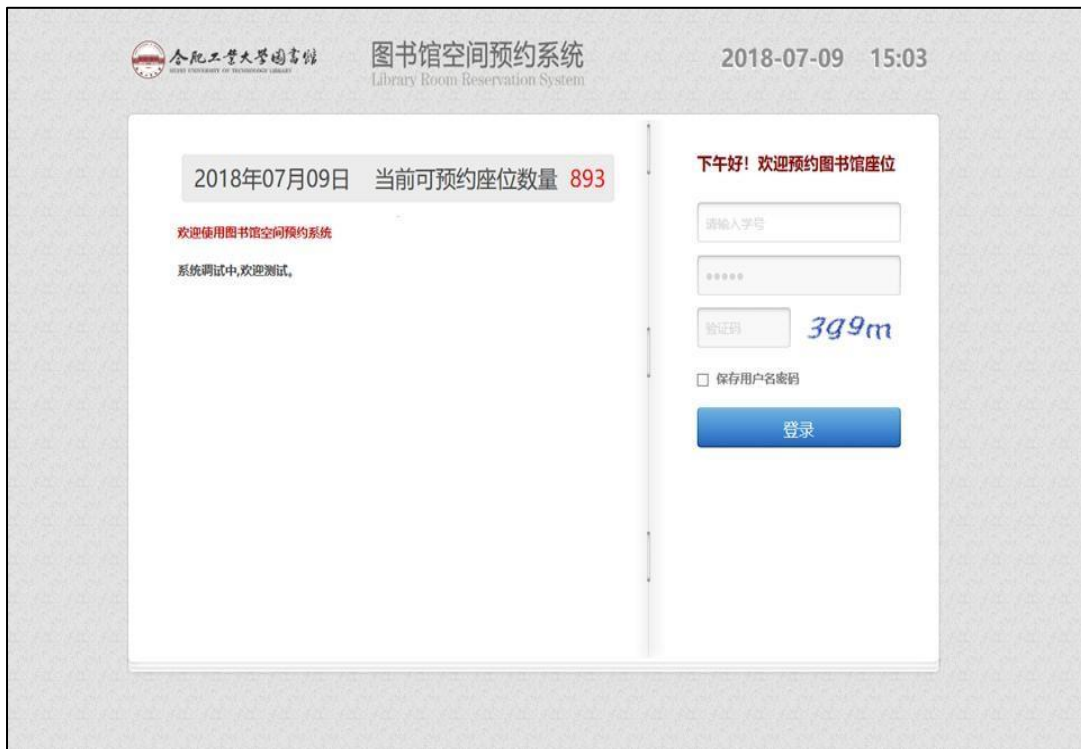 合肥工业大学图书馆
HEFEI UNIVERSITY OF TECHNOLOGY LIBRARY
图书馆空间预约系统
Library Room Reservation System
2018-07-09 15:03
2018年07月09日 当前可预约座位数量 893
欢迎使用图书馆空间预约系统
系统调试中,欢迎测试。
下午好！欢迎预约图书馆座位
请输入学号
•••••
验证码 3g9m
保存用户名密码
登录